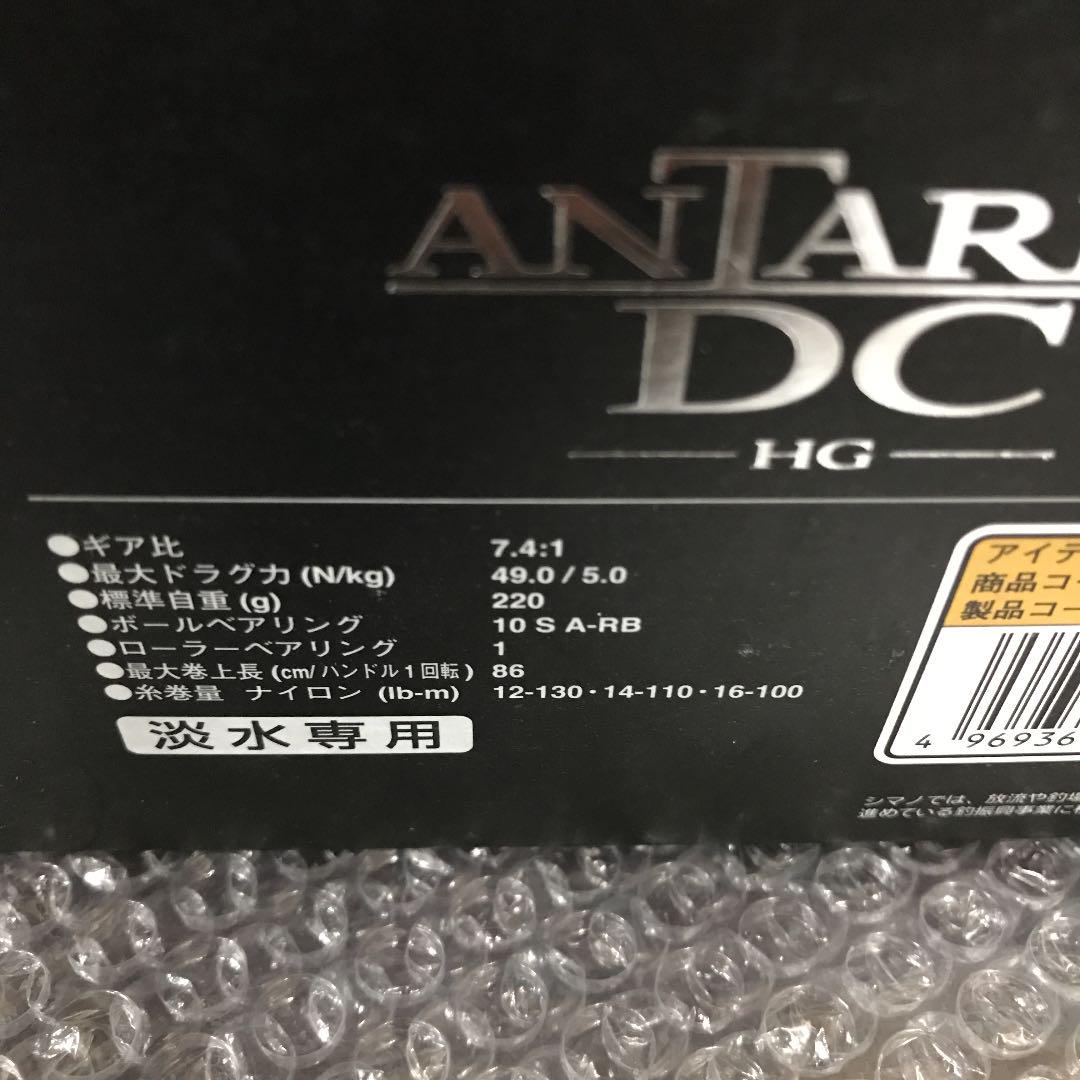 ANTAR
DC
HG
●ギア比 7.4:1
●最大ドラグ力 (N/kg) 49.0 / 5.0
●標準自重 (g) 220
●ボールベアリング 10 S A-RB
●ローラーベアリング 1
●最大巻上長 (cm/ハンドル1回転) 86
●糸巻量 ナイロン (lb-m) 12-130・14-110・16-100
淡水専用
アイテ
商品コー
製品コー
4 96936
シマノでは、放流や釣場
進めている釣振興事業に